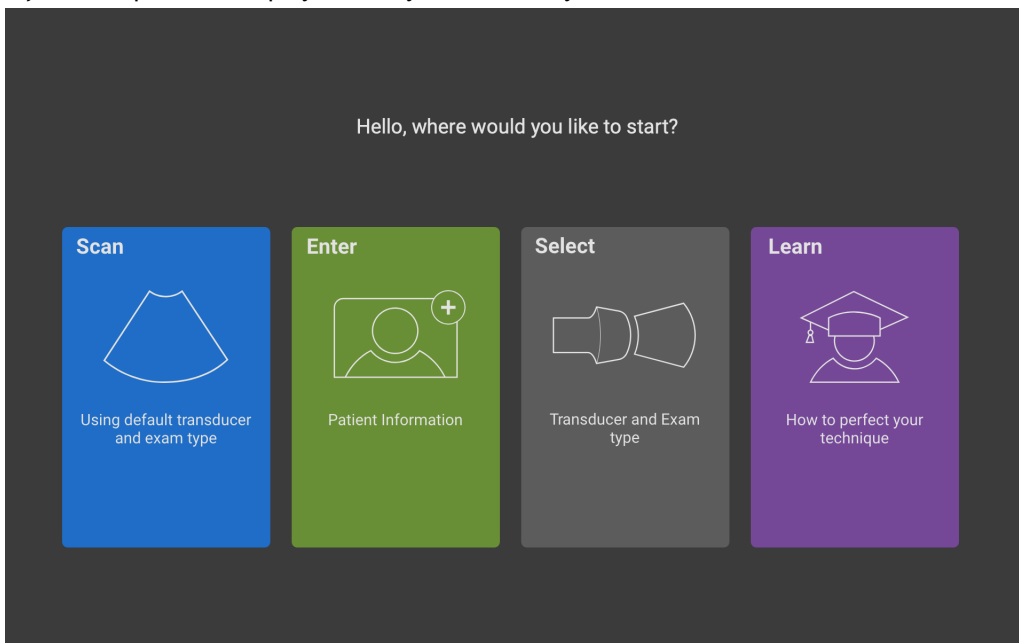 Hello, where would you like to start?
Scan
Using default transducer
and exam type
Enter
Patient Information
Select
Transducer and Exam
type
Learn
How to perfect your
technique